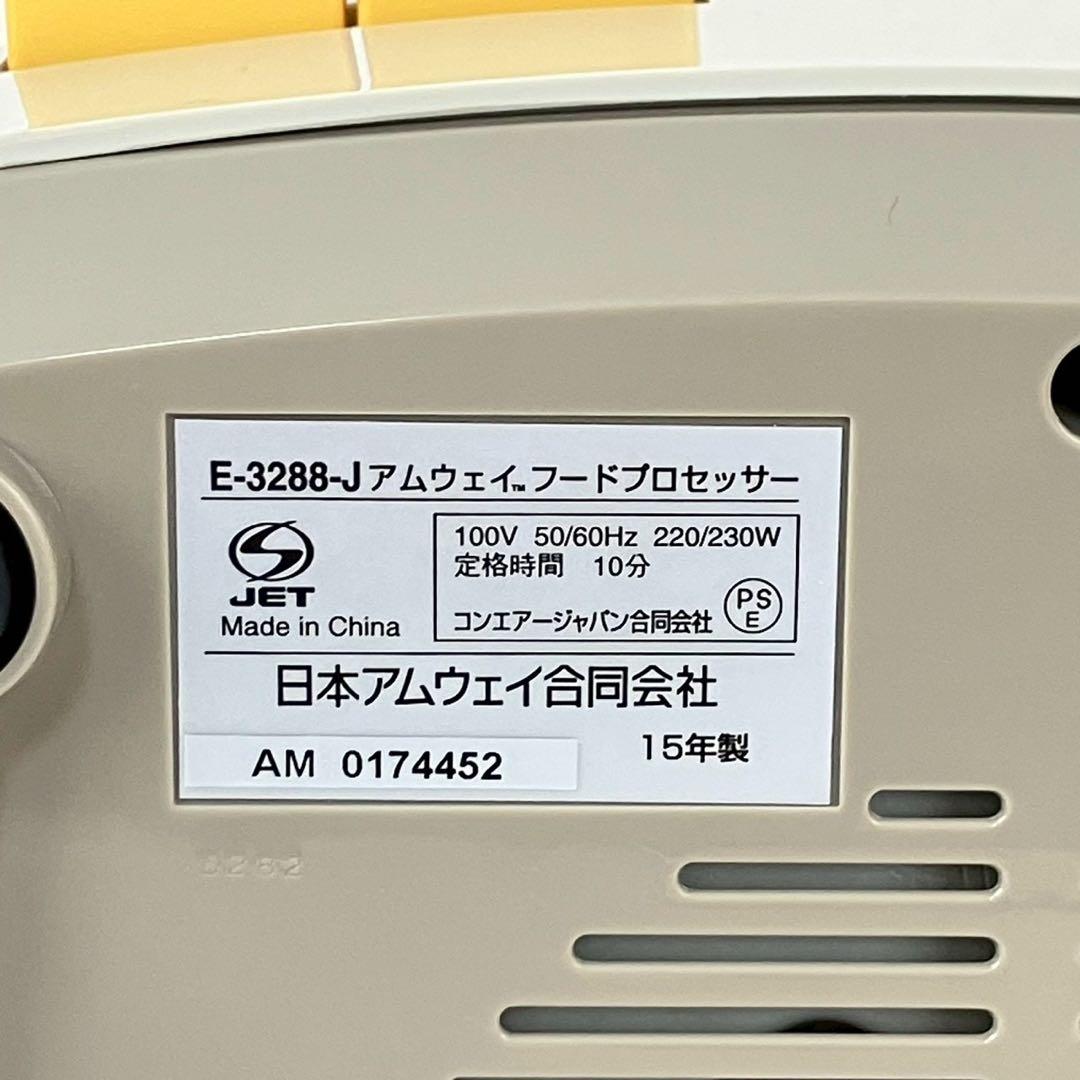 E-3288-J アムウェイ™ フードプロセッサー
JET
Made in China
100V 50/60Hz 220/230W
定格時間 10分
コンエアージャパン合同会社
PS
E
日本アムウェイ合同会社
AM 0174452
15年製